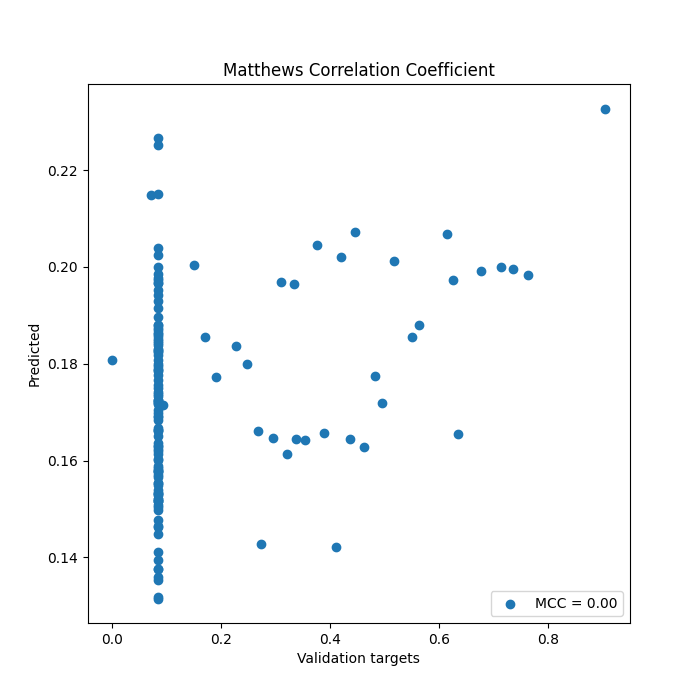 Matthews Correlation Coefficient
Predicted
0.22
0.20
0.18
0.16
0.14
MCC = 0.00
0.0 0.2 0.4 0.6 0.8
Validation targets